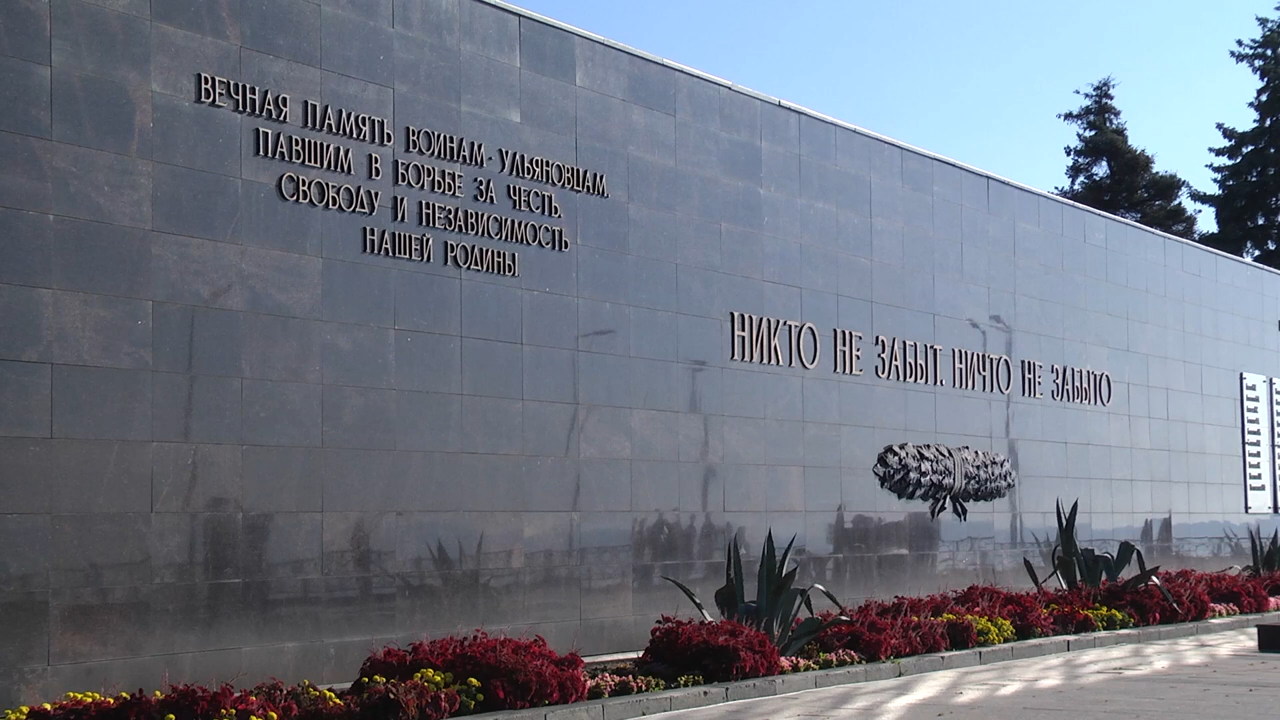 ВЕЧНАЯ ПАМЯТЬ ВОИНАМ-УЛЬЯНОВЦАМ,
ПАВШИМ В БОРЬБЕ ЗА ЧЕСТЬ,
СВОБОДУ И НЕЗАВИСИМОСТЬ
НАШЕЙ РОДИНЫ
НИКТО НЕ ЗАБЫТ. НИЧТО НЕ ЗАБЫТО